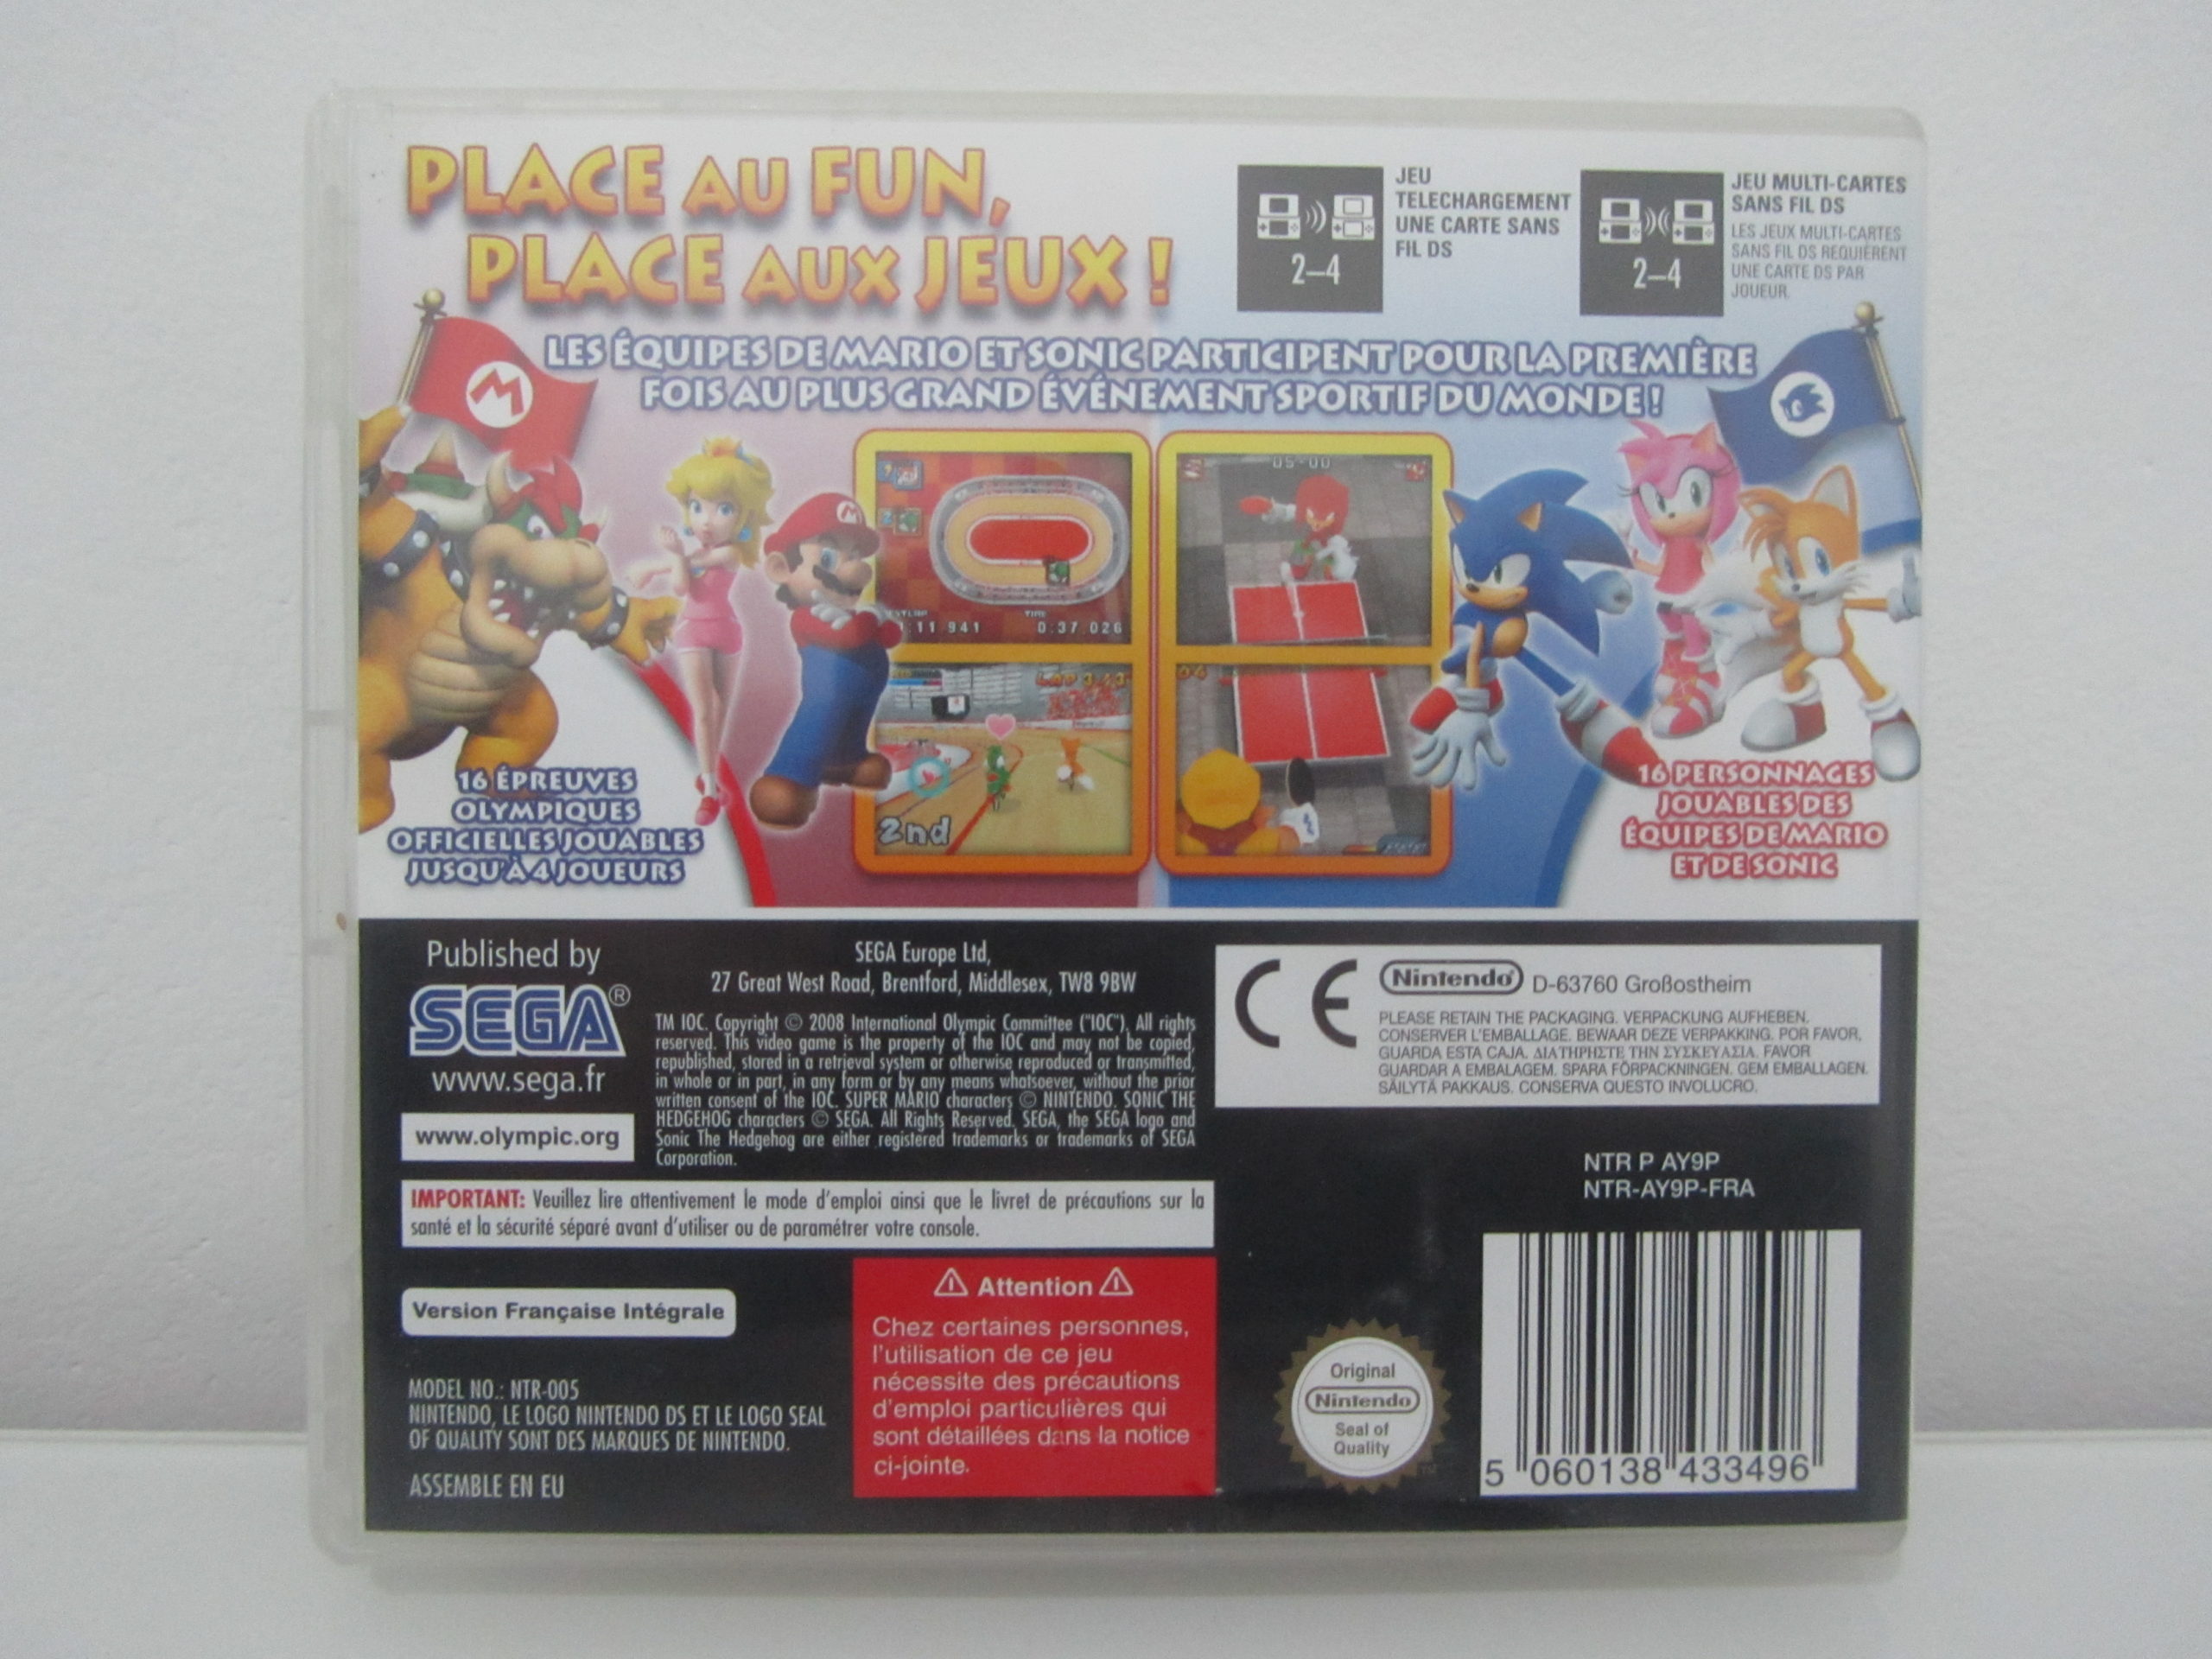 PLACE AU FUN,
PLACE AUX JEUX !
JEU
TELECHARGEMENT
UNE CARTE SANS
FIL DS
2–4
JEU MULTI-CARTES
SANS FIL DS
LES JEUX MULTI-CARTES
SANS FIL DS REQUIÈRENT
UNE CARTE DS PAR
JOUEUR.
2–4
LES ÉQUIPES DE MARIO ET SONIC PARTICIPENT POUR LA PREMIÈRE
FOIS AU PLUS GRAND ÉVÉNEMENT SPORTIF DU MONDE !
M
TIME
11 941 0:37.026
LAP 3
2nd
05-00
16 ÉPREUVES
OLYMPIQUES
OFFICIELLES JOUABLES
JUSQU'À 4 JOUEURS
16 PERSONNAGES
JOUABLES DES
ÉQUIPES DE MARIO
ET DE SONIC
Published by
SEGA®
www.sega.fr
www.olympic.org
SEGA Europe Ltd,
27 Great West Road, Brentford, Middlesex, TW8 9BW
TM IOC. Copyright © 2008 International Olympic Committee ("IOC"). All rights
reserved. This video game is the property of the IOC and may not be copied,
republished, stored in a retrieval system or otherwise reproduced or transmitted,
in whole or in part, in any form or by any means whatsoever, without the prior
written consent of the IOC. SUPER MARIO characters © NINTENDO. SONIC THE
HEDGEHOG characters © SEGA. All Rights Reserved. SEGA, the SEGA logo and
Sonic The Hedgehog are either registered trademarks or trademarks of SEGA
Corporation.
CE
Nintendo® D-63760 Großostheim
PLEASE RETAIN THE PACKAGING. VERPACKUNG AUFHEBEN.
CONSERVER L'EMBALLAGE. BEWAAR DEZE VERPAKKING. POR FAVOR,
GUARDA ESTA CAJA. ΔΙΑΤΗΡΗΣΤΕ ΤΗΝ ΣΥΣΚΕΥΑΣΙΑ. FAVOR
GUARDAR A EMBALAGEM. SPARA FÖRPACKNINGEN. GEM EMBALLAGEN.
SÄILYTÄ PAKKAUS. CONSERVA QUESTO INVOLUCRO.
NTR P AY9P
NTR-AY9P-FRA
IMPORTANT: Veuillez lire attentivement le mode d'emploi ainsi que le livret de précautions sur la
santé et la sécurité séparé avant d'utiliser ou de paramétrer votre console.
Version Française Intégrale
MODEL NO.: NTR-005
NINTENDO, LE LOGO NINTENDO DS ET LE LOGO SEAL
OF QUALITY SONT DES MARQUES DE NINTENDO.
ASSEMBLE EN EU
Attention
Chez certaines personnes,
l'utilisation de ce jeu
nécessite des précautions
d'emploi particulières qui
sont détaillées dans la notice
ci-jointe.
Original
Nintendo
Seal of
Quality
TM
5 060138 433496